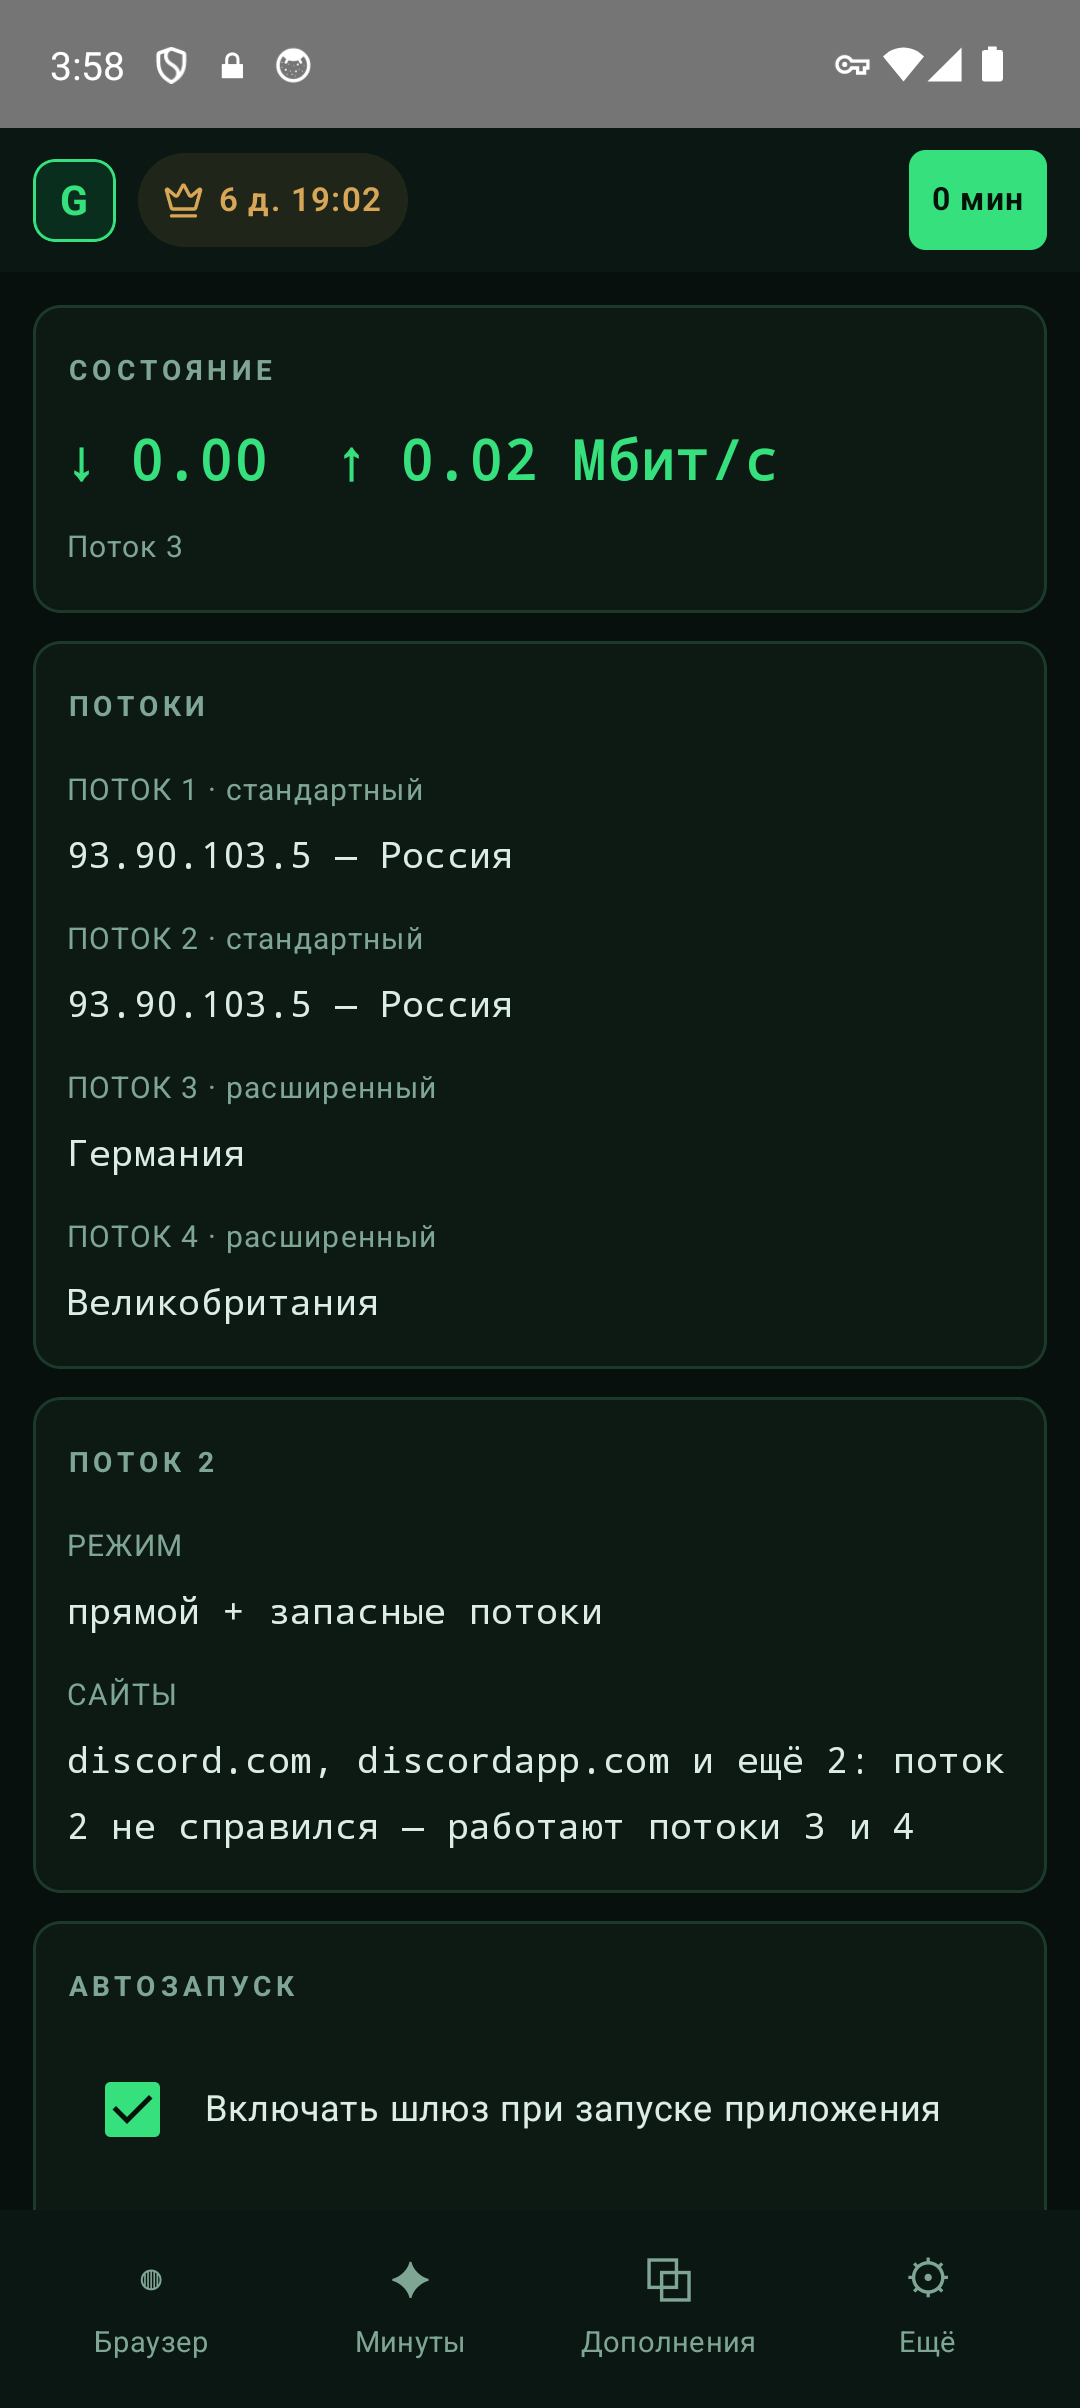 3:58
G
6 д. 19:02
0 мин
СОСТОЯНИЕ
↓ 0.00 ↑ 0.02 Мбит/с
Поток 3
ПОТОКИ
ПОТОК 1 · стандартный
93.90.103.5 — Россия
ПОТОК 2 · стандартный
93.90.103.5 — Россия
ПОТОК 3 · расширенный
Германия
ПОТОК 4 · расширенный
Великобритания
ПОТОК 2
РЕЖИМ
прямой + запасные потоки
САЙТЫ
discord.com, discordapp.com и ещё 2: поток
2 не справился — работают потоки 3 и 4
АВТОЗАПУСК
Включать шлюз при запуске приложения
Браузер
Минуты
Дополнения
Ещё